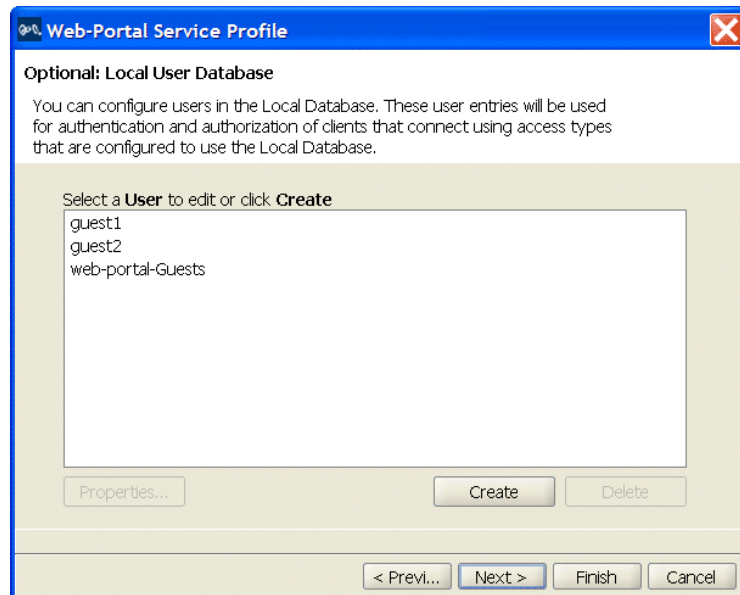 Web-Portal Service Profile
Optional: Local User Database
You can configure users in the Local Database. These user entries will be used
for authentication and authorization of clients that connect using access types
that are configured to use the Local Database.
Select a User to edit or click Create
guest1
guest2
web-portal-Guests
Properties...
Create
Delete
< Previ...
Next >
Finish
Cancel